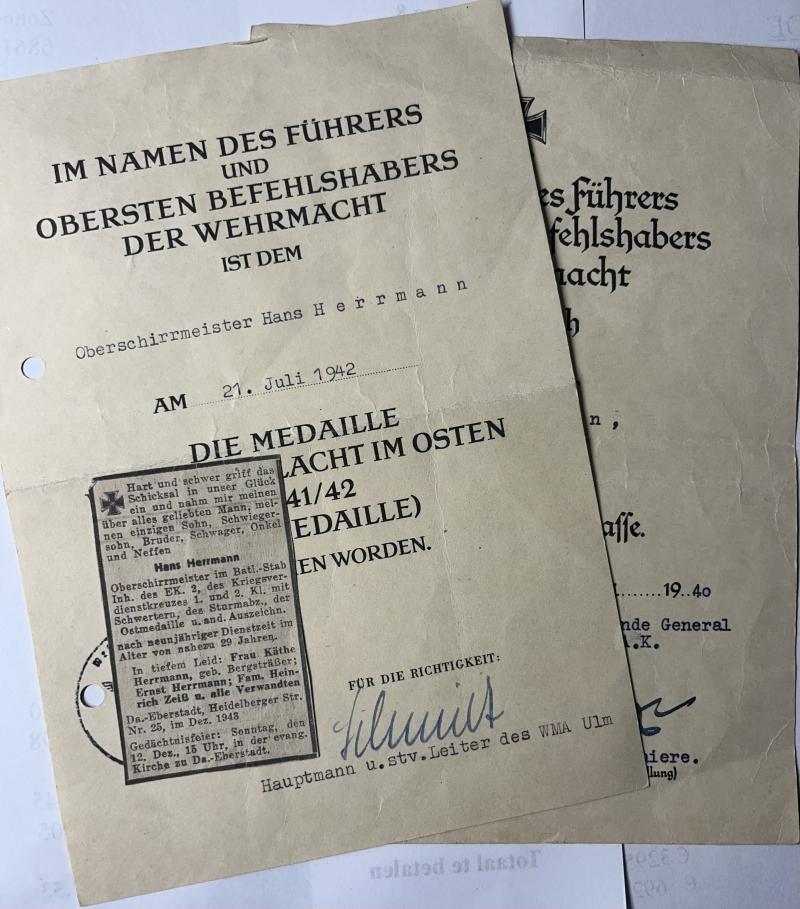 IM NAMEN DES FÜHRERS
UND
OBERSTEN BEFEHLSHABERS
DER WEHRMACHT
IST DEM
Oberschirrmeister Hans H e r r m a n n
AM 21. Juli 1942
DIE MEDAILLE
LACHT IM OSTEN
41/42
EDAILLE)
EN WORDEN.
FÜR DIE RICHTIGKEIT:
Schmidt
Hauptmann u.stv.Leiter des WMA Ulm
Hart und schwer griff das
Schicksal in unser Glück
ein und nahm mir meinen
über alles geliebten Mann, mei-
nen einzigen Sohn, Schwieger-
sohn, Bruder, Schwager, Onkel
und Neffen
Hans Herrmann
Oberschirrmeister im Batl.-Stab
Inh. des EK. 2, des Kriegsver-
dienstkreuzes 1. und 2. Kl. mit
Schwertern, des Sturmabz., der
Ostmedaille u. and. Auszeichn.
nach neunjähriger Dienstzeit im
Alter von nahezu 29 Jahren.
In tiefem Leid: Frau Käthe
Herrmann, geb. Bergsträßer;
Ernst Herrmann; Fam. Hein-
rich Zeiß u. alle Verwandten
Da.-Eberstadt, Heidelberger Str.
Nr. 25, im Dez. 1943
Gedächtnisfeier: Sonntag, den
12. Dez., 15 Uhr, in der evang.
Kirche zu Da.-Eberstadt.
es Führers
fehlshabers
acht
h
n ,
asse.
19 40
nde General
.K.
iere.
lung)
Totaal te betalen